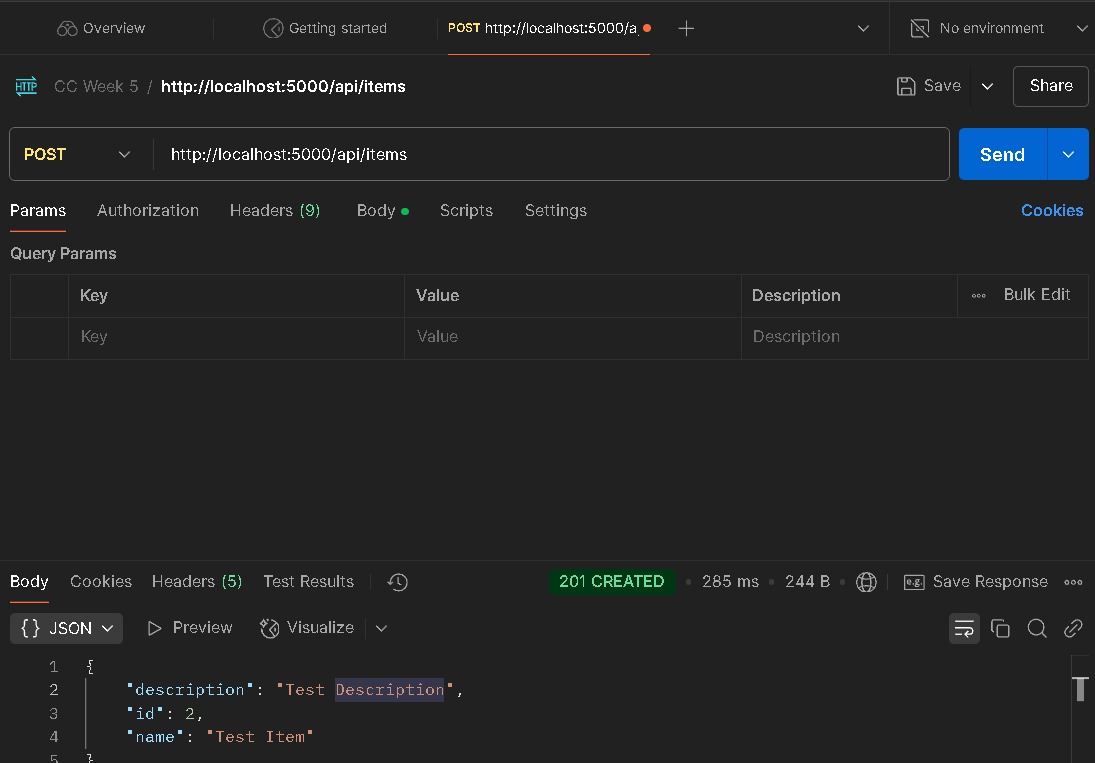 Overview Getting started POST http://localhost:5000/a No environment
HTTP CC Week 5 / http://localhost:5000/api/items Save Share
POST http://localhost:5000/api/items Send
Params Authorization Headers (9) Body Scripts Settings Cookies
Query Params
Key Value Description Bulk Edit
Key Value Description
Body Cookies Headers (5) Test Results 201 CREATED 285 ms 244 B e.g. Save Response
{} JSON Preview Visualize
1 {
2 "description": "Test Description",
3 "id": 2,
4 "name": "Test Item"
5 }